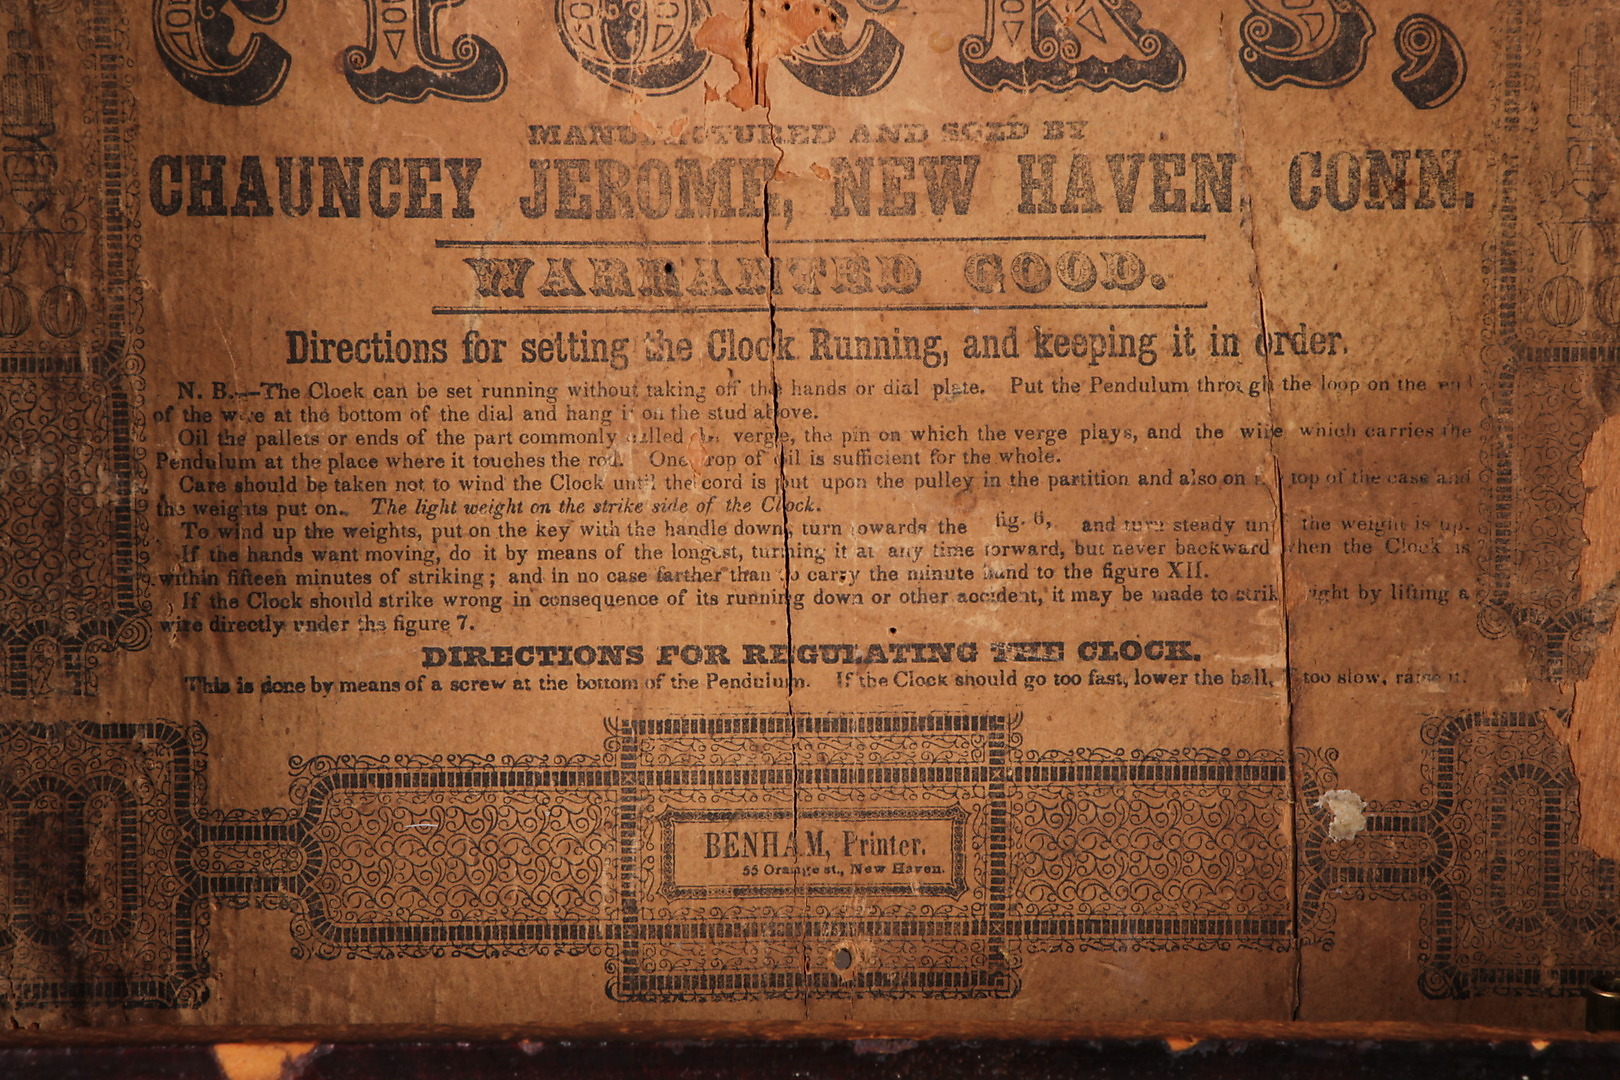 CLOCKS,
MANUFACTURED AND SOLD BY
CHAUNCEY JEROME, NEW HAVEN, CONN.
WARRANTED GOOD.
Directions for setting the Clock Running, and keeping it in order.
N. B.—The Clock can be set running without taking off the hands or dial plate. Put the Pendulum through the loop on the end
of the wire at the bottom of the dial and hang it on the stud above.
Oil the pallets or ends of the part commonly called the verge, the pin on which the verge plays, and the wire which carries the
Pendulum at the place where it touches the rod. One drop of oil is sufficient for the whole.
Care should be taken not to wind the Clock until the cord is put upon the pulley in the partition and also on top of the case and
the weights put on. The light weight on the strike side of the Clock.
To wind up the weights, put on the key with the handle down, turn towards the fig. 6, and turn steady until the weight is up.
If the hands want moving, do it by means of the longest, turning it at any time forward, but never backward when the Clock is
within fifteen minutes of striking; and in no case farther than to carry the minute hand to the figure XII.
If the Clock should strike wrong in consequence of its running down or other accident, it may be made to strike right by lifting a
wire directly under the figure 7.
DIRECTIONS FOR REGULATING THE CLOCK.
This is done by means of a screw at the bottom of the Pendulum. If the Clock should go too fast, lower the ball, too slow, raise it.
BENHAM, Printer.
55 Orange st., New Haven.